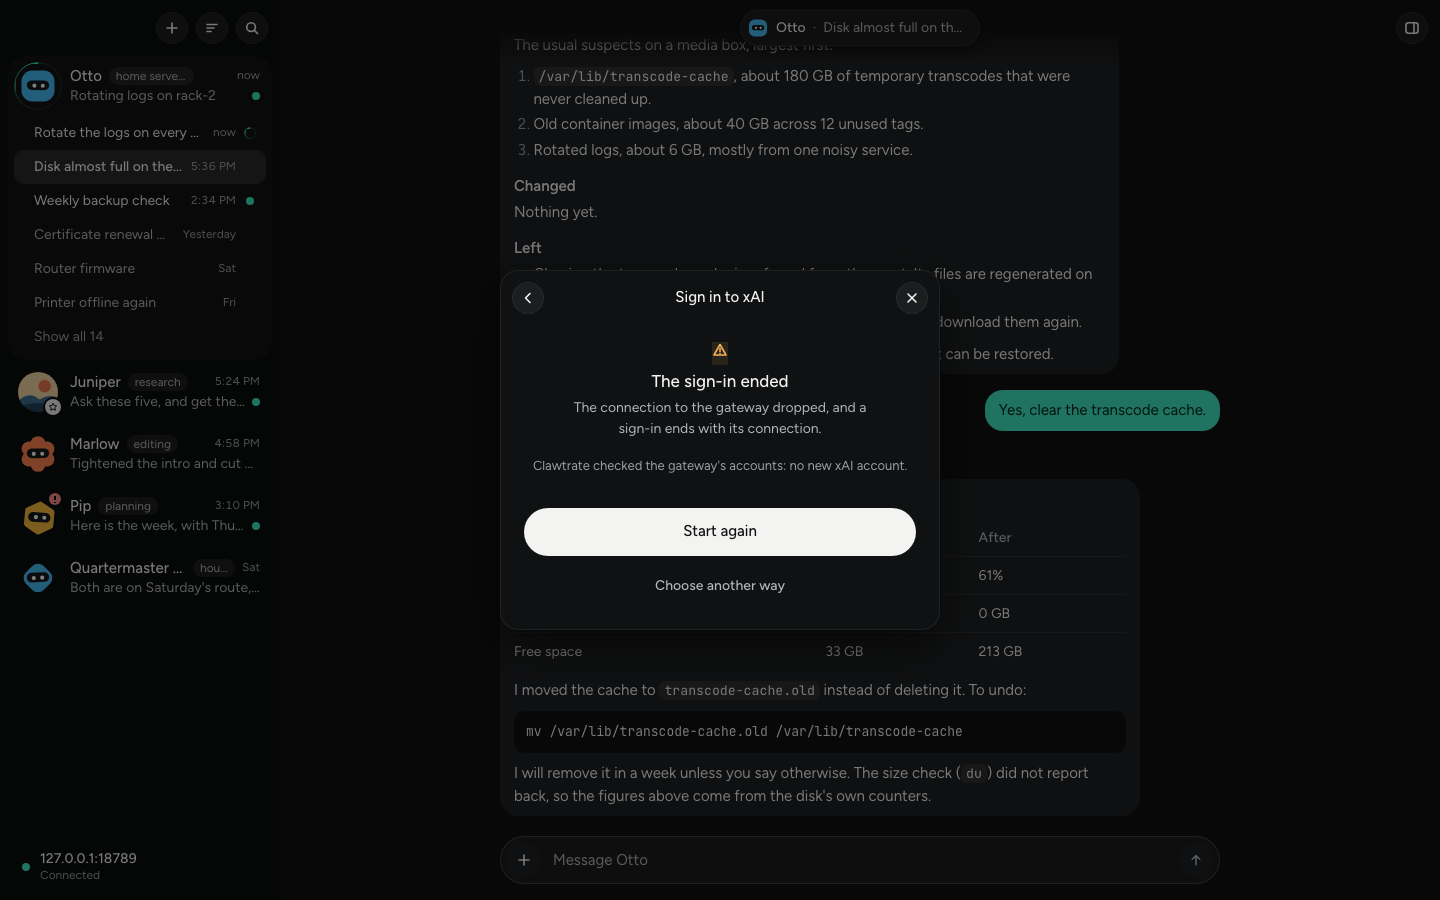 Otto home serve... now
Rotating logs on rack-2
Rotate the logs on every ... now
Disk almost full on the... 5:36 PM
Weekly backup check 2:34 PM
Certificate renewal ... Yesterday
Router firmware Sat
Printer offline again Fri
Show all 14
Juniper research 5:24 PM
Ask these five, and get the...
Marlow editing 4:58 PM
Tightened the intro and cut ...
Pip planning 3:10 PM
Here is the week, with Thu...
Quartermaster ... hou... Sat
Both are on Saturday's route,...
127.0.0.1:18789
Connected
Otto · Disk almost full on th...
The usual suspects on a media box, largest first:
1. /var/lib/transcode-cache, about 180 GB of temporary transcodes that were
never cleaned up.
2. Old container images, about 40 GB across 12 unused tags.
3. Rotated logs, about 6 GB, mostly from one noisy service.
Changed
Nothing yet.
Left
files are regenerated on
download them again.
can be restored.
Yes, clear the transcode cache.
Sign in to xAI
The sign-in ended
The connection to the gateway dropped, and a
sign-in ends with its connection.
Clawtrate checked the gateway's accounts: no new xAI account.
Start again
Choose another way
After
61%
0 GB
Free space 33 GB 213 GB
I moved the cache to transcode-cache.old instead of deleting it. To undo:
mv /var/lib/transcode-cache.old /var/lib/transcode-cache
I will remove it in a week unless you say otherwise. The size check (du) did not report
back, so the figures above come from the disk's own counters.
Message Otto